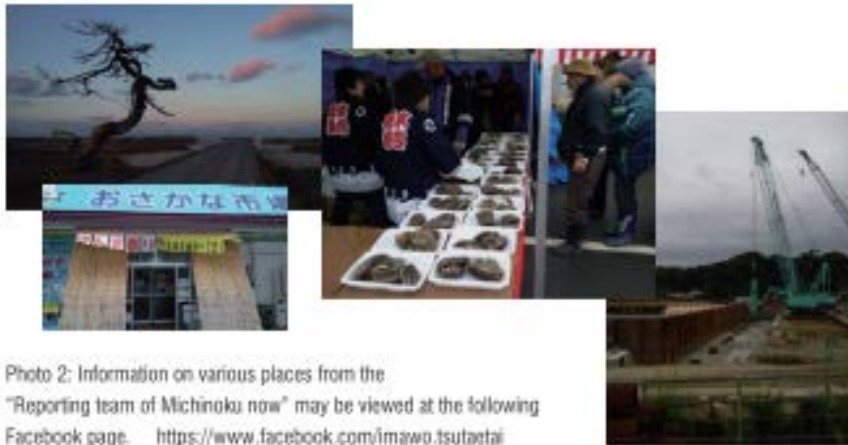 おさかな市場
Photo 2: Information on various places from the
"Reporting team of Michinoku now" may be viewed at the following
Facebook page. https://www.facebook.com/imawo.tsutaetai